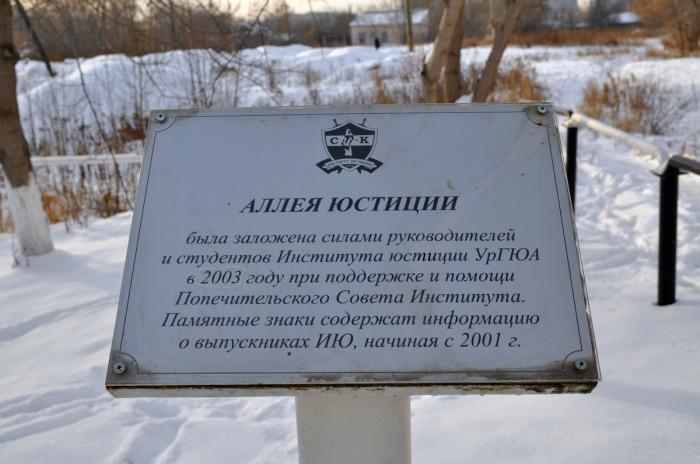 С Ю К
АЛЛЕЯ ЮСТИЦИИ
была заложена силами руководителей
и студентов Института юстиции УрГЮА
в 2003 году при поддержке и помощи
Попечительского Совета Института.
Памятные знаки содержат информацию
о выпускниках ИЮ, начиная с 2001 г.